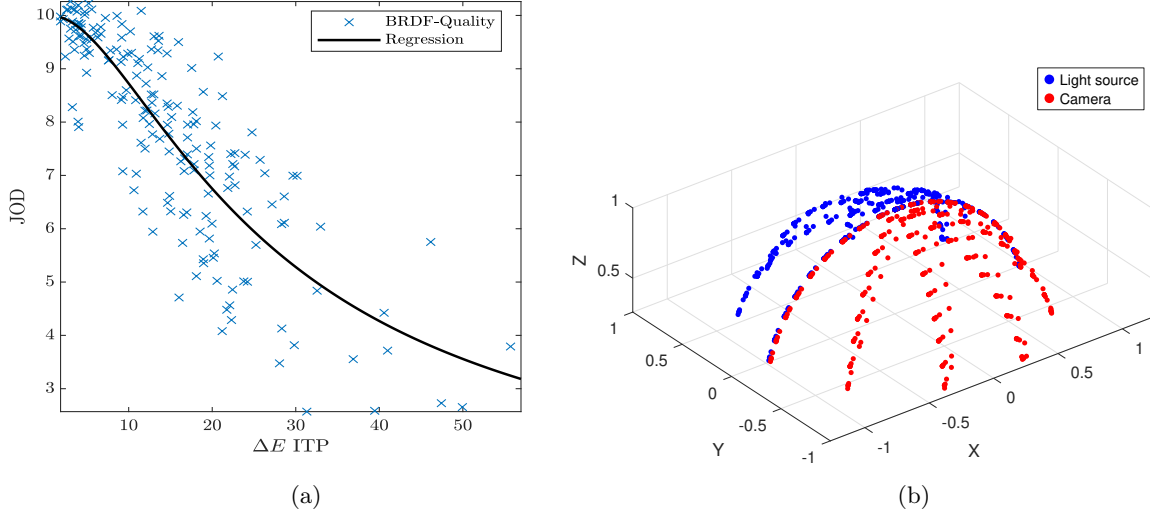 10
9
8
7
6
5
4
3
JOD
10
20
30
40
50
ΔE ITP
BRDF-Quality
Regression
(a)
Light source
Camera
1
0.5
Z
1
0.5
0
-0.5
-1
Y
-1
-0.5
0
0.5
1
X
(b)